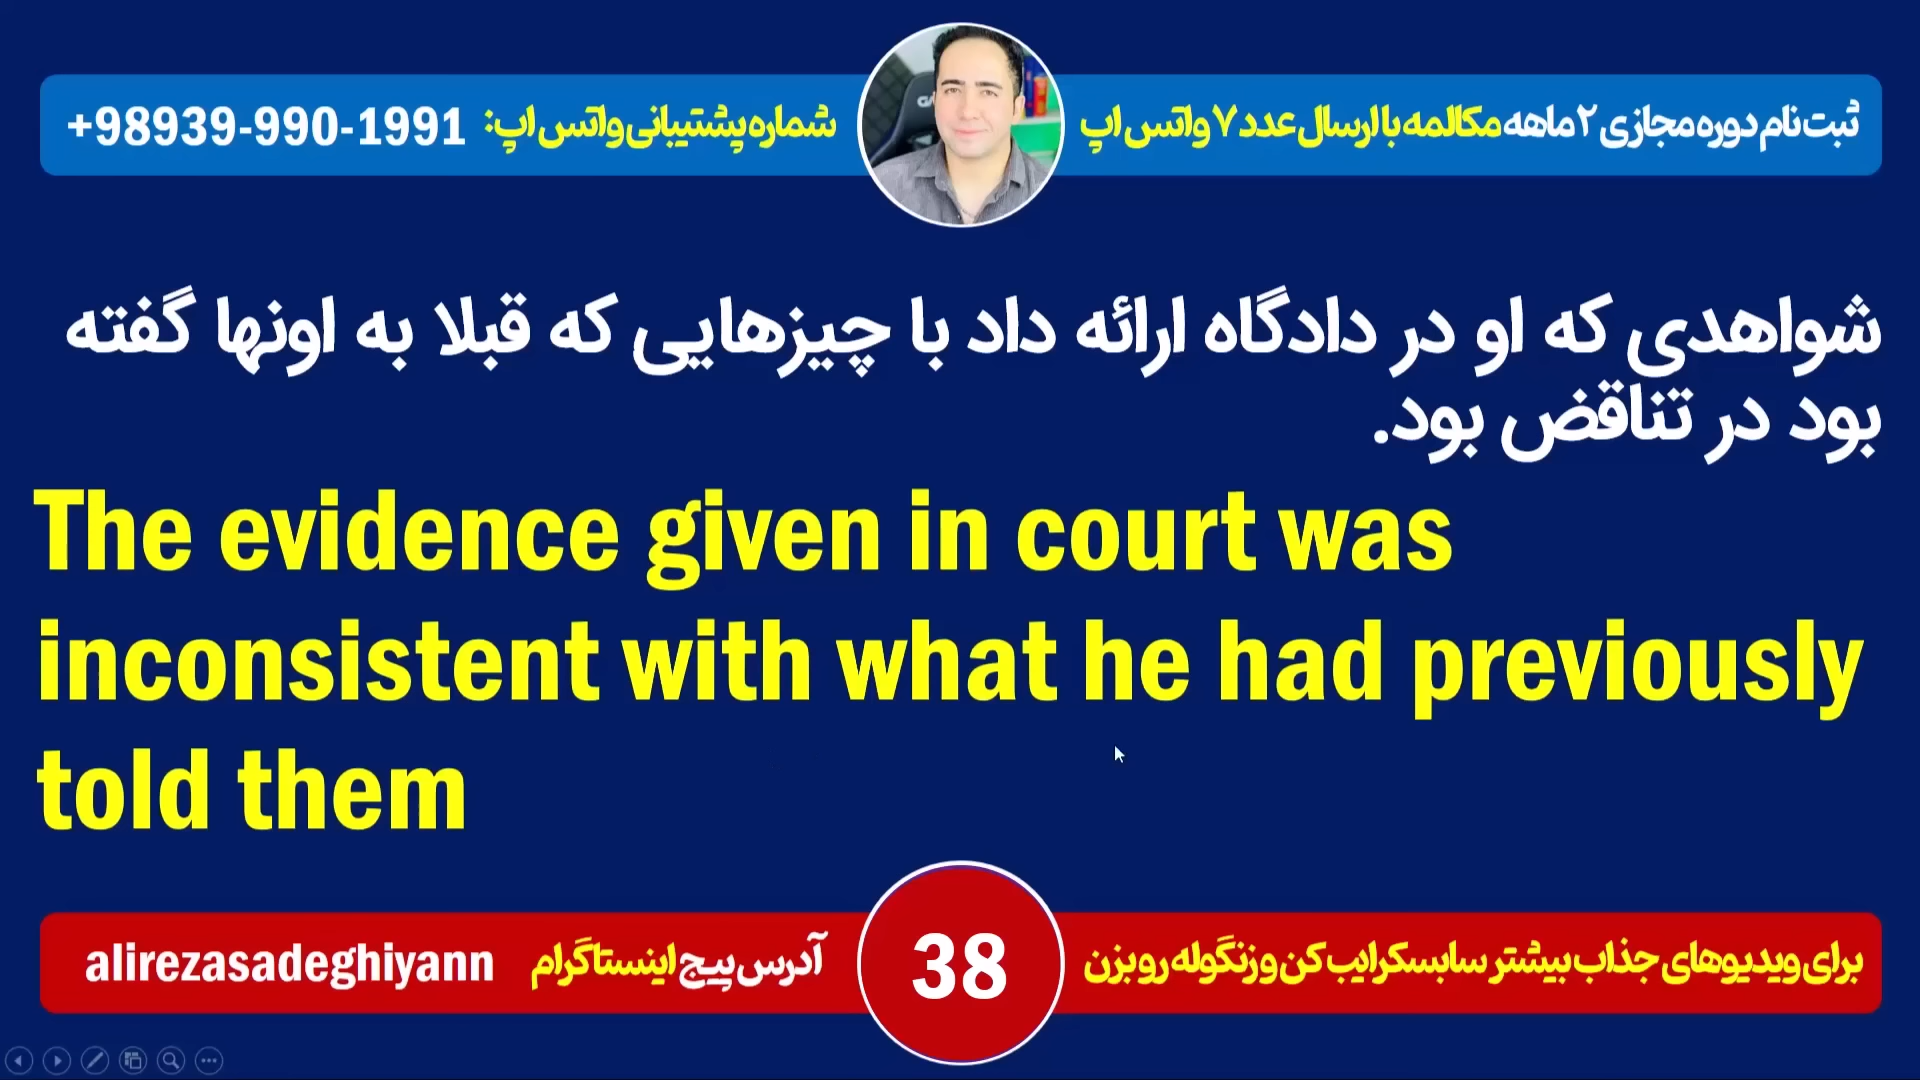 ثبت نام دوره مجازی ۲ ماهه مکالمه با ارسال عدد ۷ واتس اپ
شماره پشتیبانی واتس اپ: +98939-990-1991
شواهدی که او در دادگاه ارائه داد با چیزهایی که قبلا به اونها گفته
بود در تناقض بود.
The evidence given in court was
inconsistent with what he had previously
told them
برای ویدیوهای جذاب بیشتر سابسکرایب کن و زنگوله رو بزن
38
آدرس پیج اینستاگرام alirezasadeghiyann